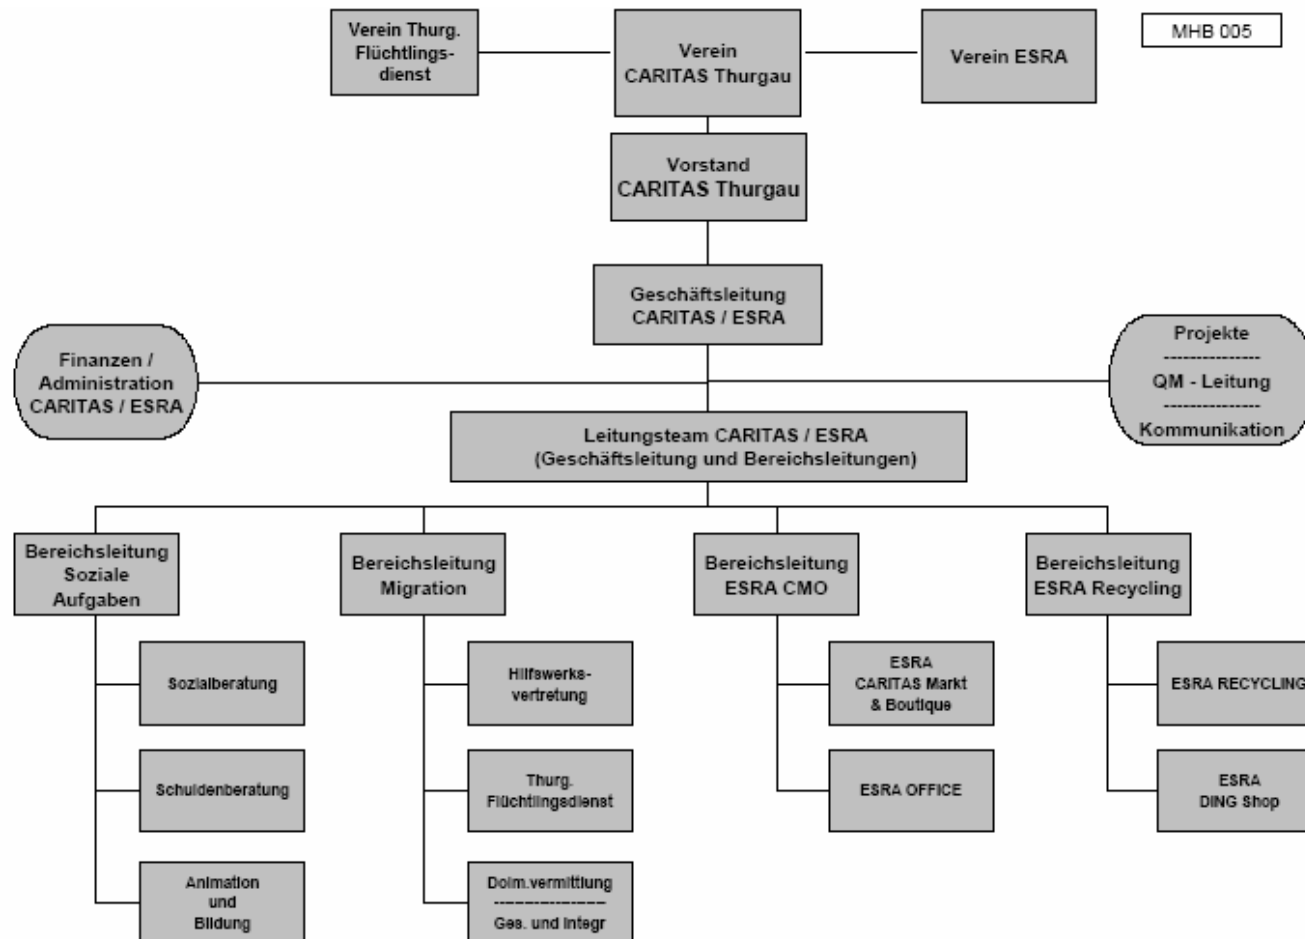 Verein Thurg.
Flüchtlings-
dienst
Verein
CARITAS Thurgau
Verein ESRA
MHB 005
Vorstand
CARITAS Thurgau
Geschäftsleitung
CARITAS / ESRA
Finanzen /
Administration
CARITAS / ESRA
Projekte
----------------
QM - Leitung
----------------
Kommunikation
Leitungsteam CARITAS / ESRA
(Geschäftsleitung und Bereichsleitungen)
Bereichsleitung
Soziale
Aufgaben
Bereichsleitung
Migration
Bereichsleitung
ESRA CMO
Bereichsleitung
ESRA Recycling
Sozialberatung
Hilfswerks-
vertretung
ESRA
CARITAS Markt
& Boutique
ESRA RECYCLING
Schuldenberatung
Thurg.
Flüchtlingsdienst
ESRA OFFICE
ESRA
DING Shop
Animation
und
Bildung
Dolm.vermittlung
---------------------
Ges. und Integr